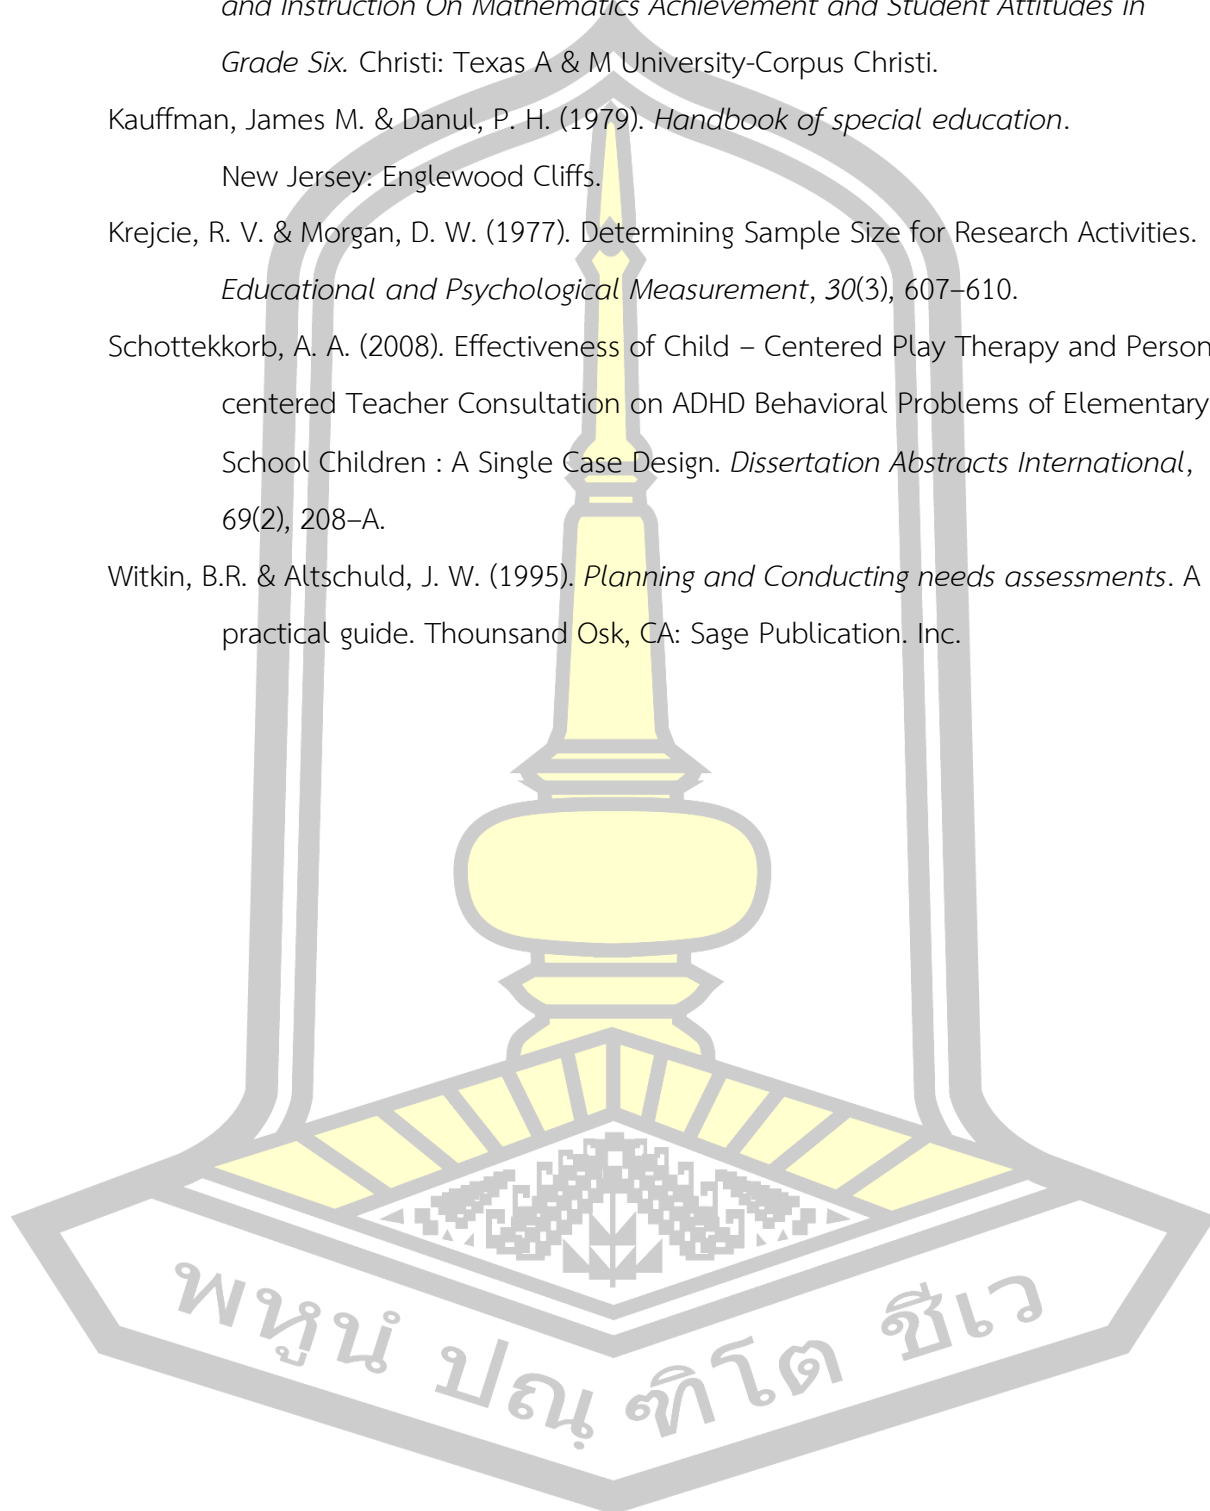 and Instruction On Mathematics Achievement and Student Attitudes in
Grade Six. Christi: Texas A & M University-Corpus Christi.
Kauffman, James M. & Danul, P. H. (1979). Handbook of special education.
New Jersey: Englewood Cliffs.
Krejcie, R. V. & Morgan, D. W. (1977). Determining Sample Size for Research Activities.
Educational and Psychological Measurement, 30(3), 607–610.
Schottekkorb, A. A. (2008). Effectiveness of Child – Centered Play Therapy and Person
centered Teacher Consultation on ADHD Behavioral Problems of Elementary
School Children : A Single Case Design. Dissertation Abstracts International,
69(2), 208–A.
Witkin, B.R. & Altschuld, J. W. (1995). Planning and Conducting needs assessments. A
practical guide. Thounsand Osk, CA: Sage Publication. Inc.
พหูนํ ปณฺ ฑิโต ชีเว